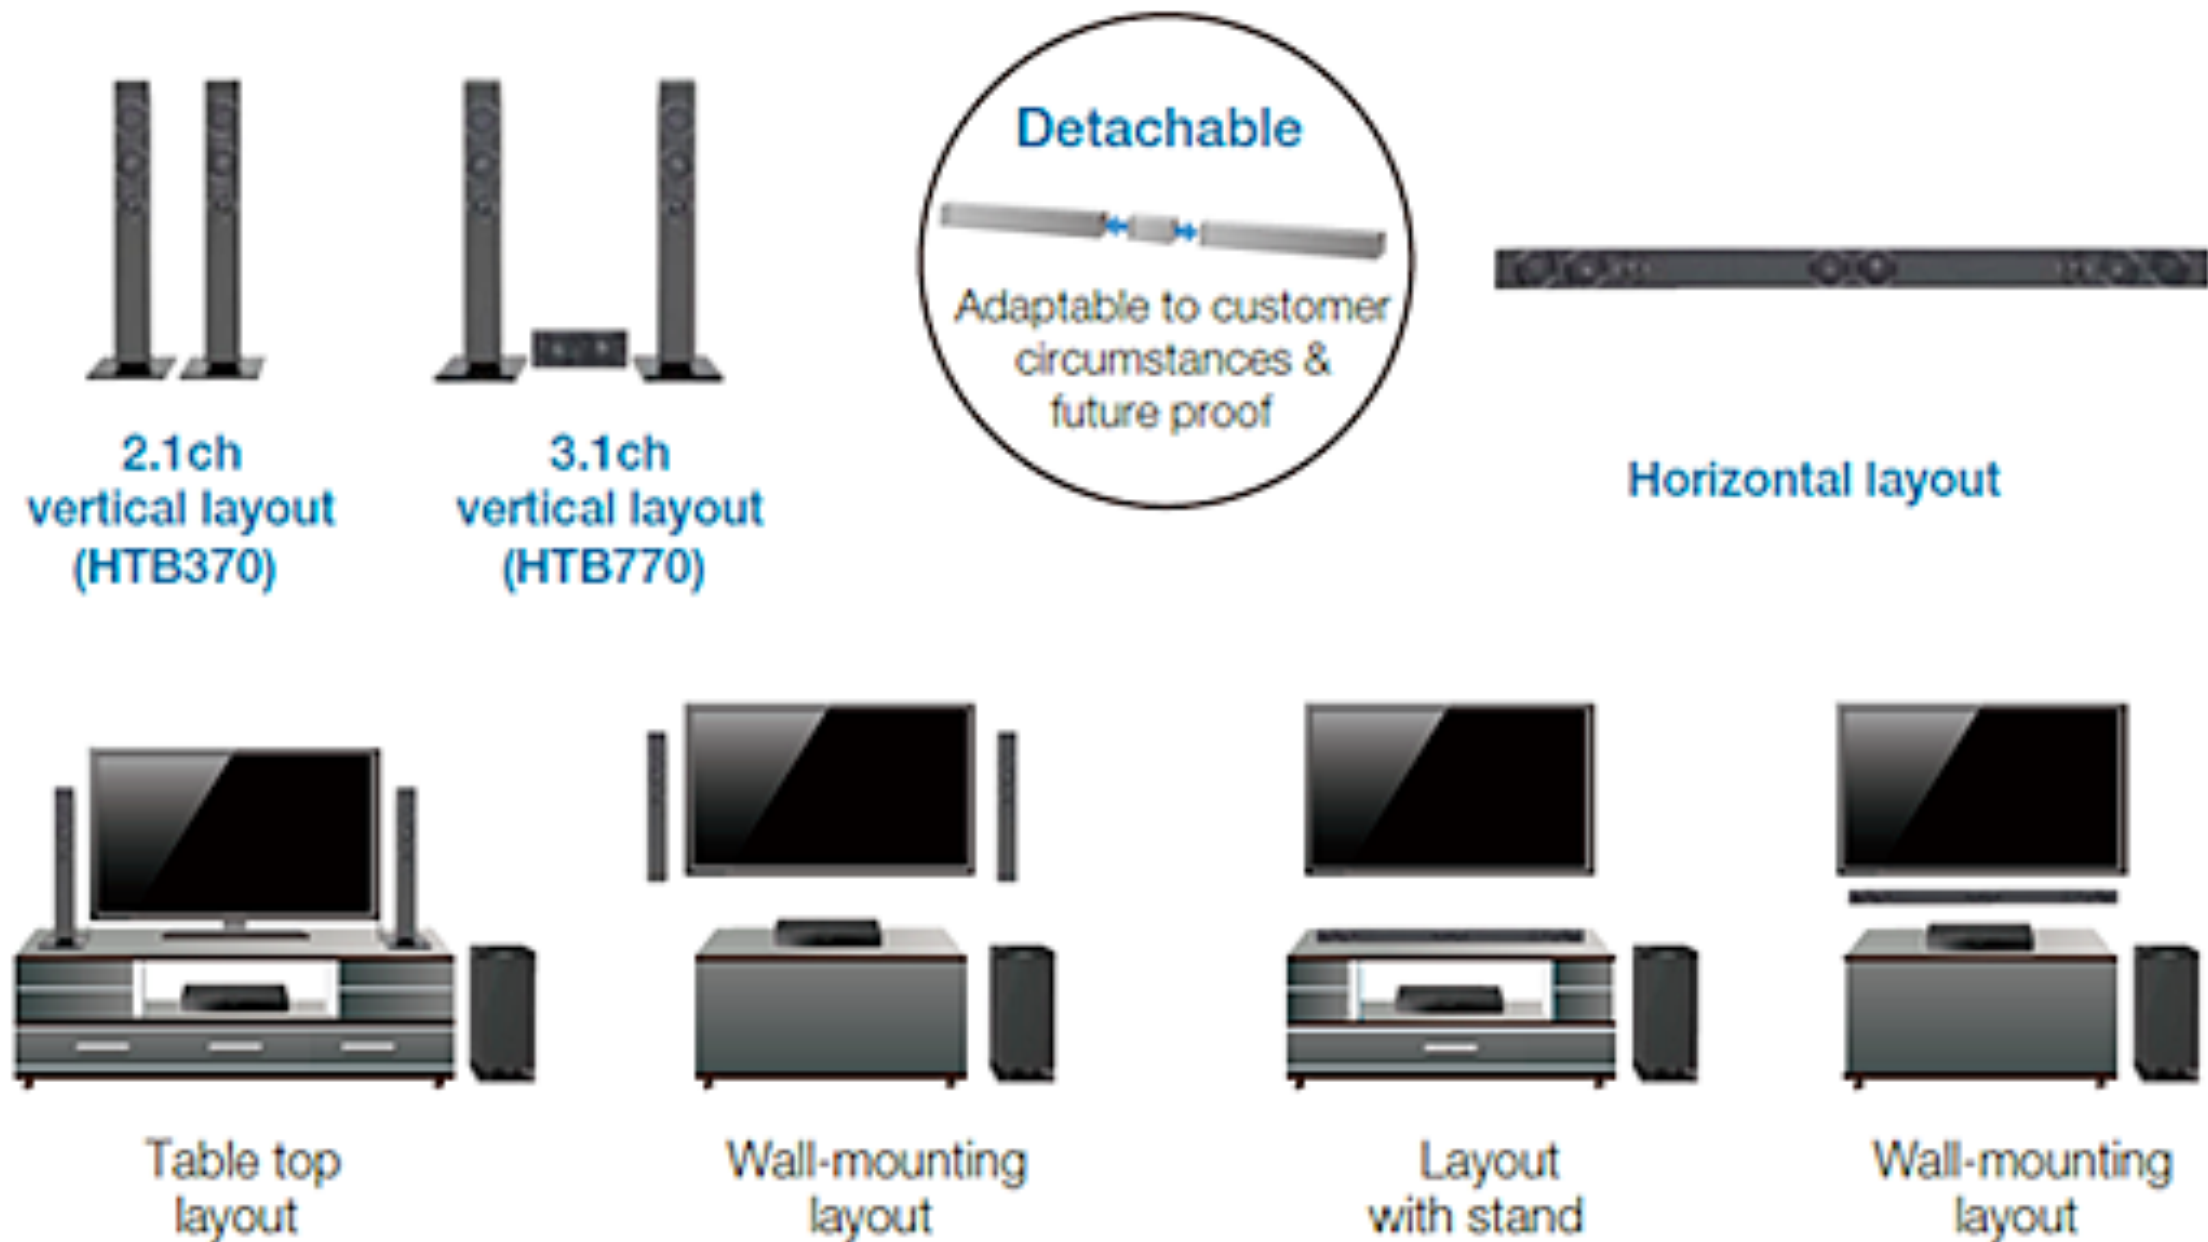 2.1ch
vertical layout
(HTB370)
3.1ch
vertical layout
(HTB770)
Detachable
Adaptable to customer
circumstances &
future proof
Horizontal layout
Table top
layout
Wall-mounting
layout
Layout
with stand
Wall-mounting
layout